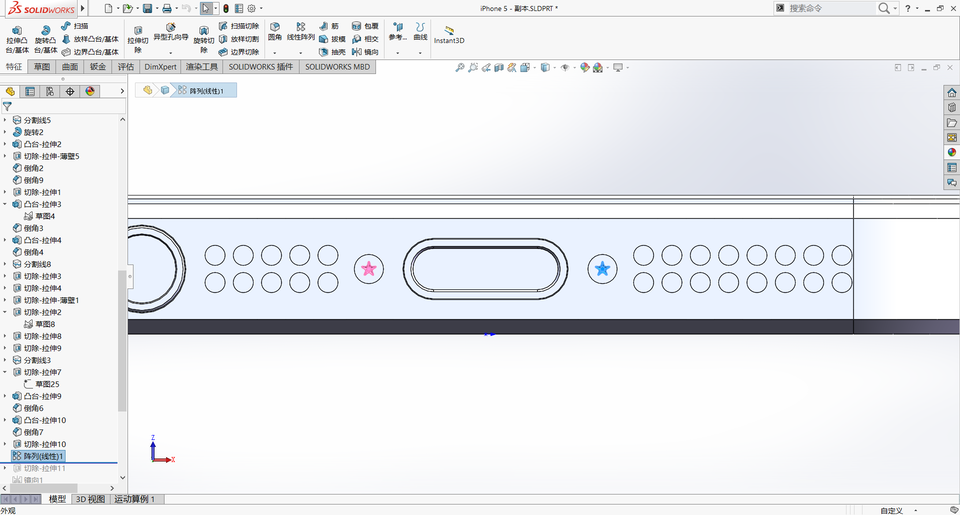 SOLIDWORKS
iPhone 5 - 副本.SLDPRT *
搜索命令
拉伸凸台/基体
旋转凸台/基体
扫描
放样凸台/基体
边界凸台/基体
拉伸切除
异型孔向导
旋转切除
扫描切除
放样切割
边界切除
圆角
线性阵列
筋
拔模
抽壳
包覆
相交
镜向
参考...
曲线
Instant3D
特征 草图 曲面 钣金 评估 DimXpert 渲染工具 SOLIDWORKS 插件 SOLIDWORKS MBD
阵列(线性)1
分割线5
旋转2
凸台-拉伸2
切除-拉伸-薄壁5
倒角2
倒角9
切除-拉伸1
凸台-拉伸3
草图4
倒角3
凸台-拉伸4
倒角4
分割线8
切除-拉伸3
切除-拉伸4
切除-拉伸-薄壁1
切除-拉伸2
草图8
切除-拉伸8
切除-拉伸9
分割线3
切除-拉伸7
草图25
凸台-拉伸9
倒角6
凸台-拉伸10
倒角7
切除-拉伸10
阵列(线性)1
切除-拉伸11
镜向1
Z
X
模型 3D 视图 运动算例 1
外观
自定义